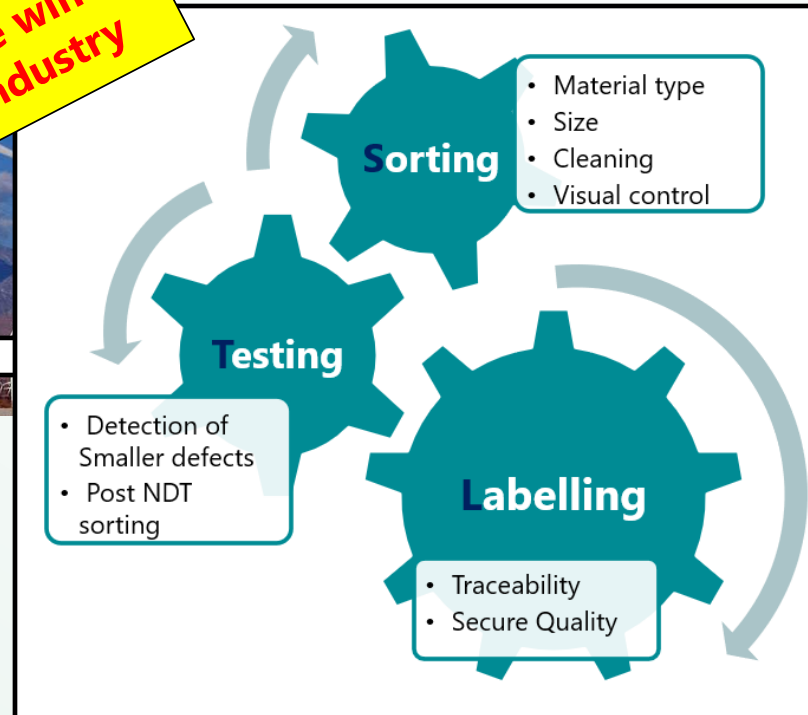 industry
Sorting
• Material type
• Size
• Cleaning
• Visual control
Testing
• Detection of
Smaller defects
• Post NDT
sorting
Labelling
• Traceability
• Secure Quality